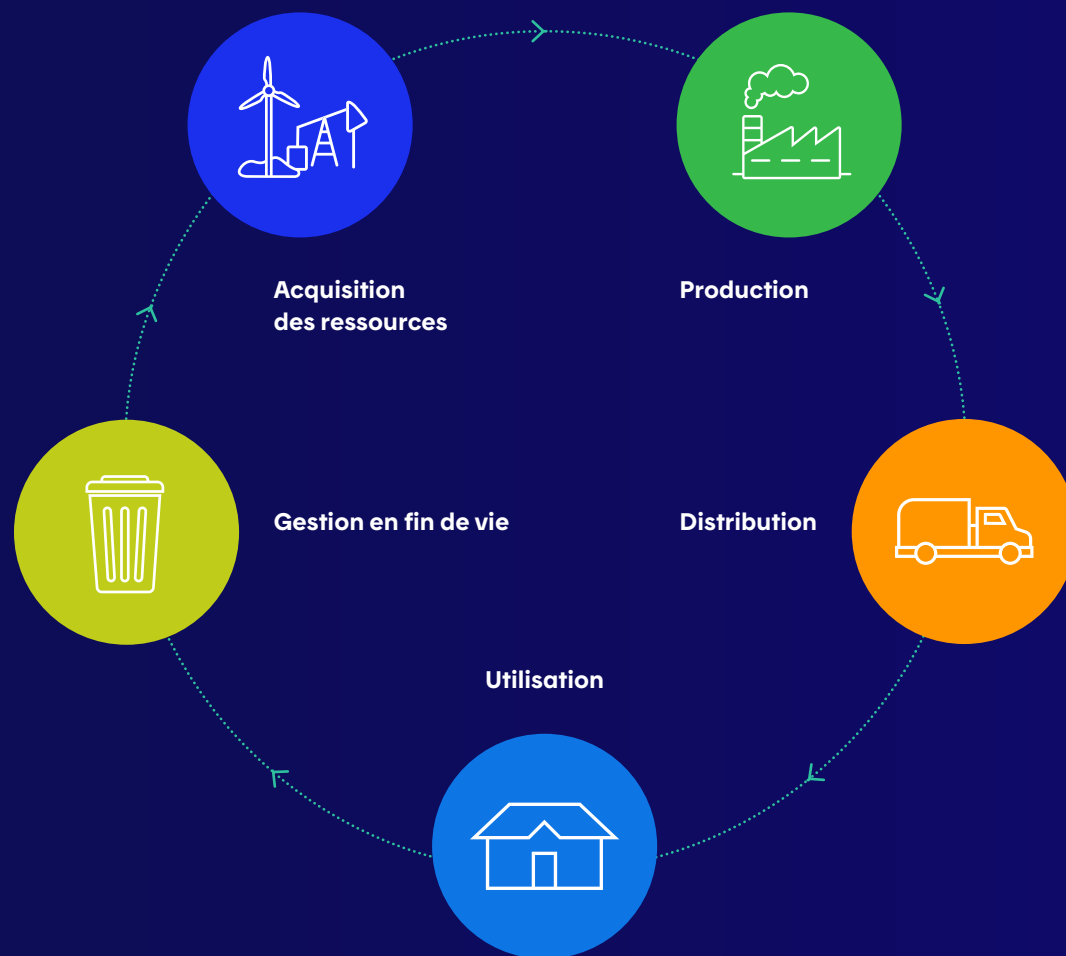 Acquisition
des ressources
Production
Gestion en fin de vie
Distribution
Utilisation